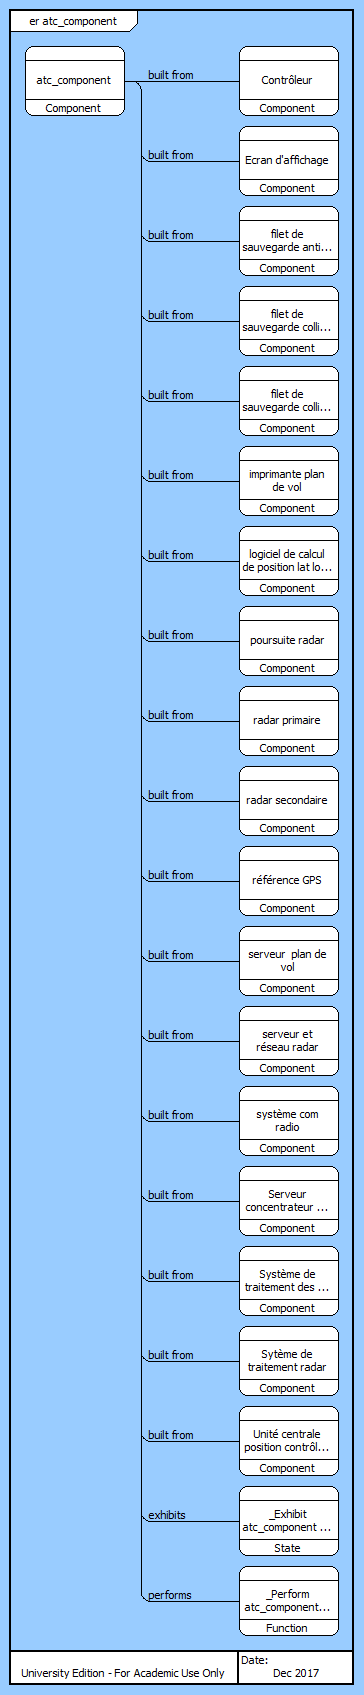 er atc_component
atc_component
Component
built from
Contrôleur
Component
built from
Ecran d'affichage
Component
built from
filet de
sauvegarde anti...
Component
built from
filet de
sauvegarde colli...
Component
built from
filet de
sauvegarde colli...
Component
built from
imprimante plan
de vol
Component
built from
logiciel de calcul
de position lat lo...
Component
built from
poursuite radar
Component
built from
radar primaire
Component
built from
radar secondaire
Component
built from
référence GPS
Component
built from
serveur plan de
vol
Component
built from
serveur et
réseau radar
Component
built from
système com
radio
Component
built from
Serveur
concentrateur ...
Component
built from
Système de
traitement des ...
Component
built from
Sytème de
traitement radar
Component
built from
Unité centrale
position contrôl...
Component
exhibits
_Exhibit
atc_component ...
State
performs
_Perform
atc_component...
Function
University Edition - For Academic Use Only
Date:
Dec 2017